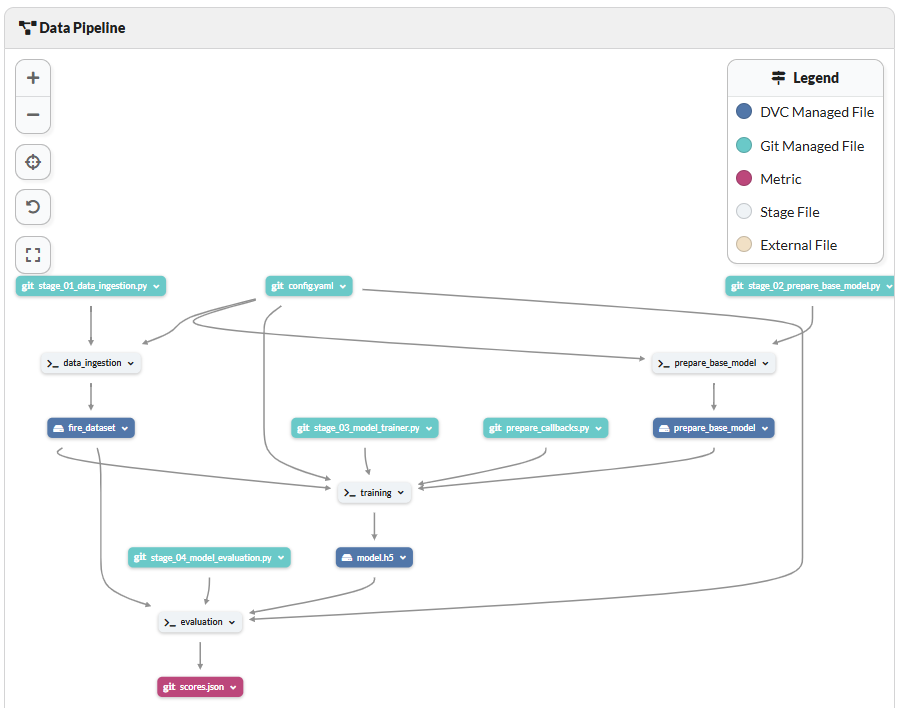 Data Pipeline
Legend
DVC Managed File
Git Managed File
Metric
Stage File
External File
git stage_01_data_ingestion.py
git config.yaml
git stage_02_prepare_base_model.py
>_ data_ingestion
>_ prepare_base_model
fire_dataset
git stage_03_model_trainer.py
git prepare_callbacks.py
prepare_base_model
>_ training
git stage_04_model_evaluation.py
model.h5
>_ evaluation
git scores.json